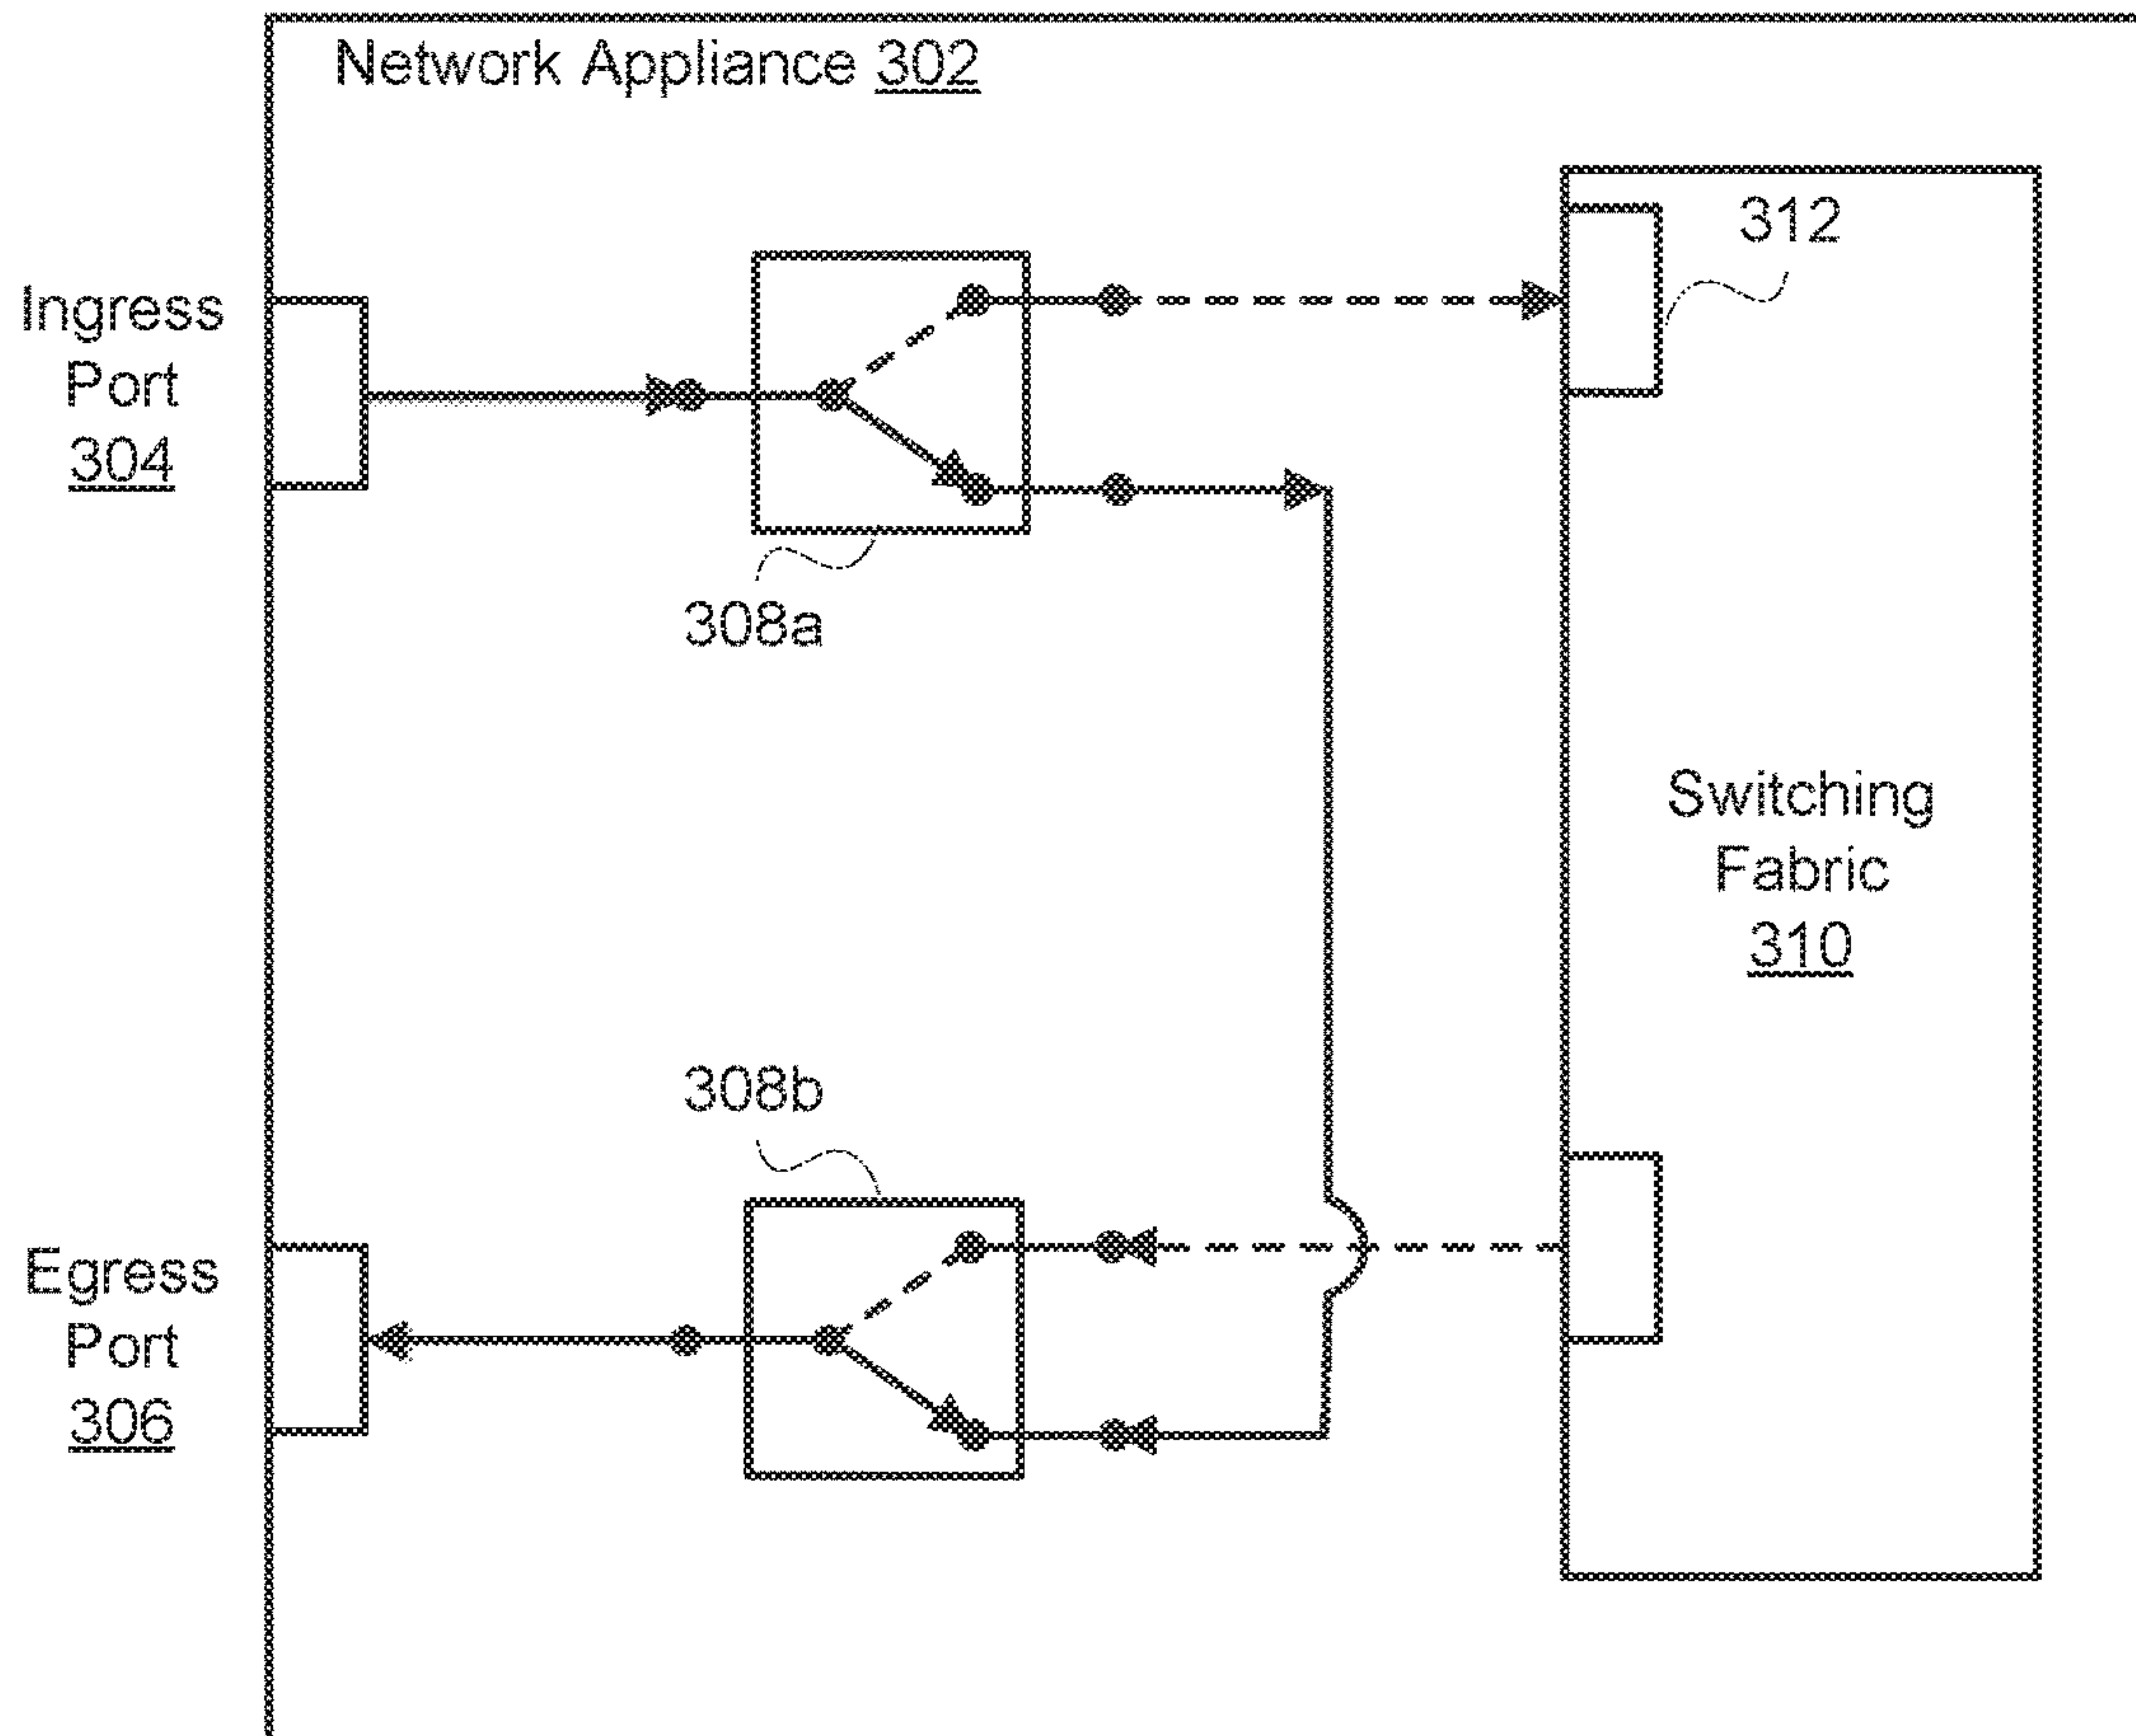 Network Appliance 302
312
Ingress
Port
304
308a
Switching
Fabric
310
308b
Egress
Port
306